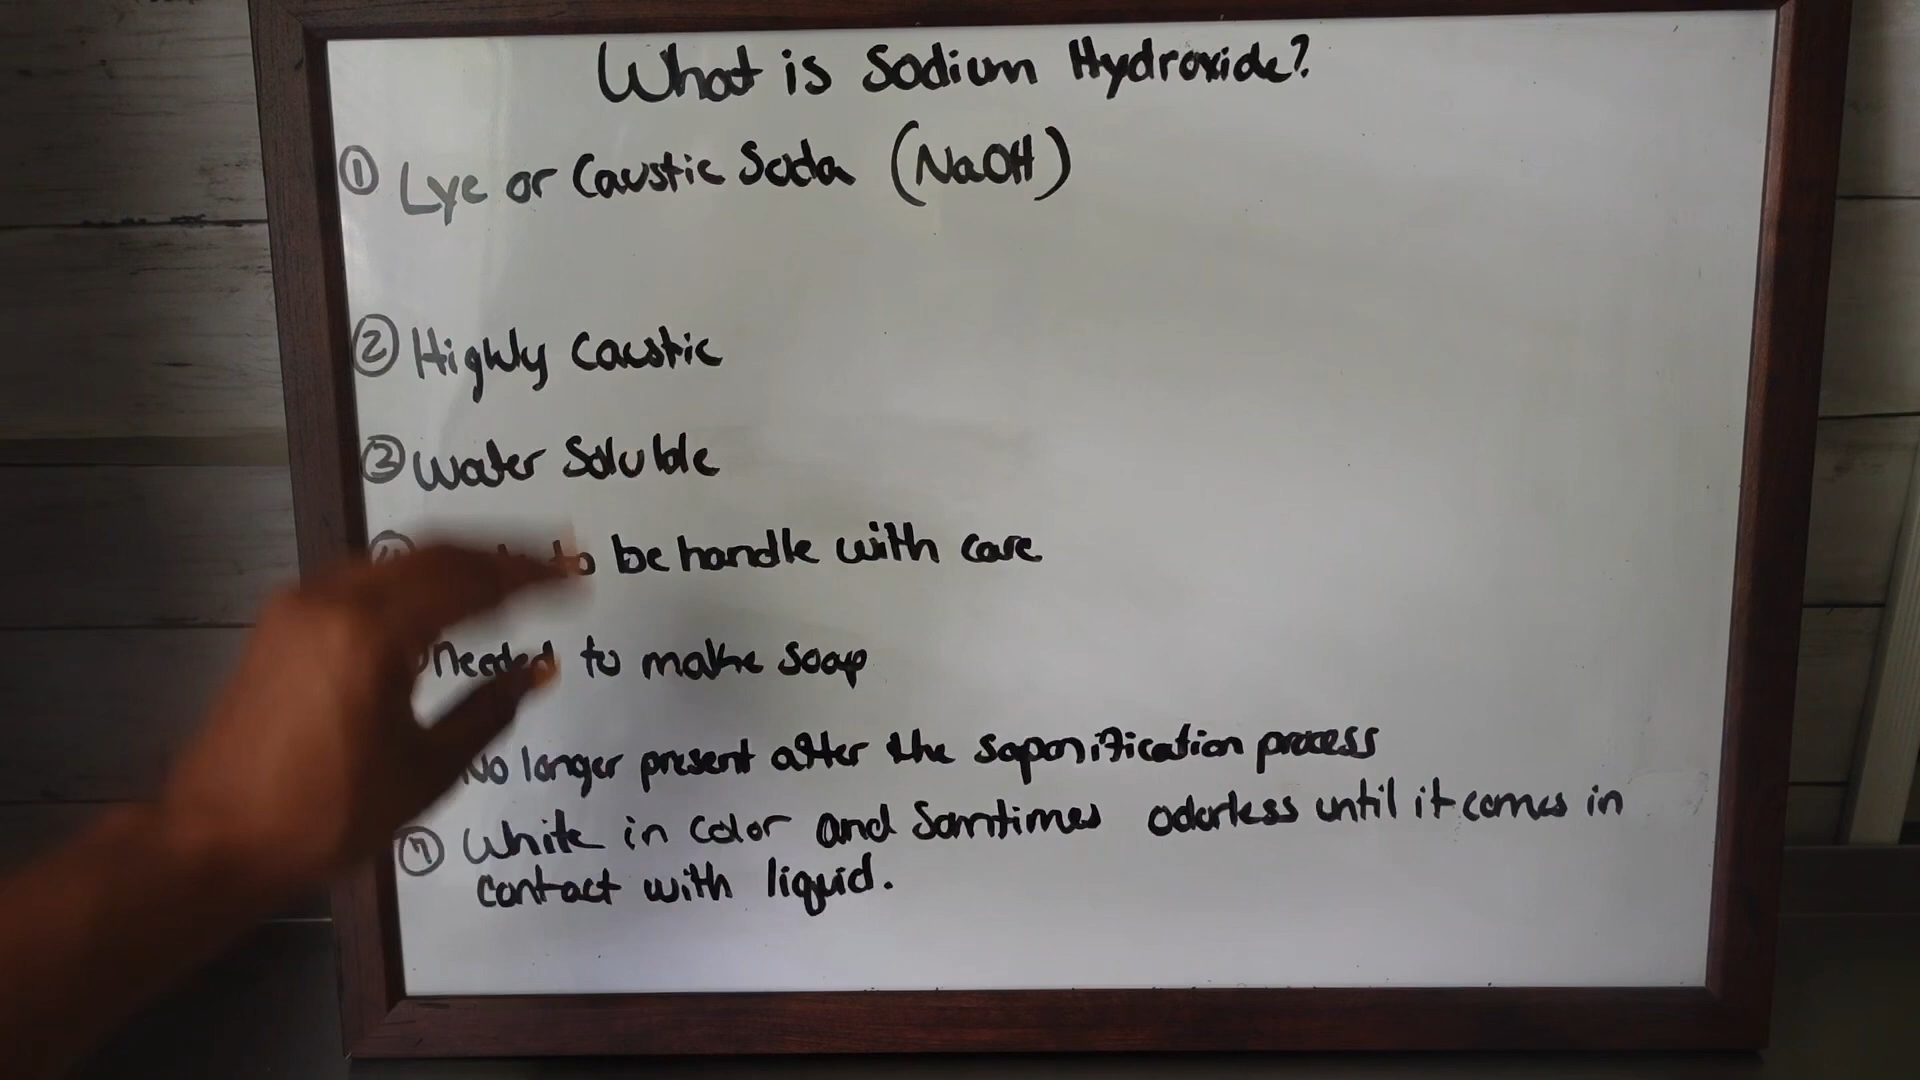 What is Sodium Hydroxide?
① Lye or Caustic Soda (NaOH)
② Highly Caustic
③ Water Soluble
to be handle with care
Needed to make soap
No longer present after the saponification process
⑦ White in color and Somtimes odorless until it comes in
contact with liquid.